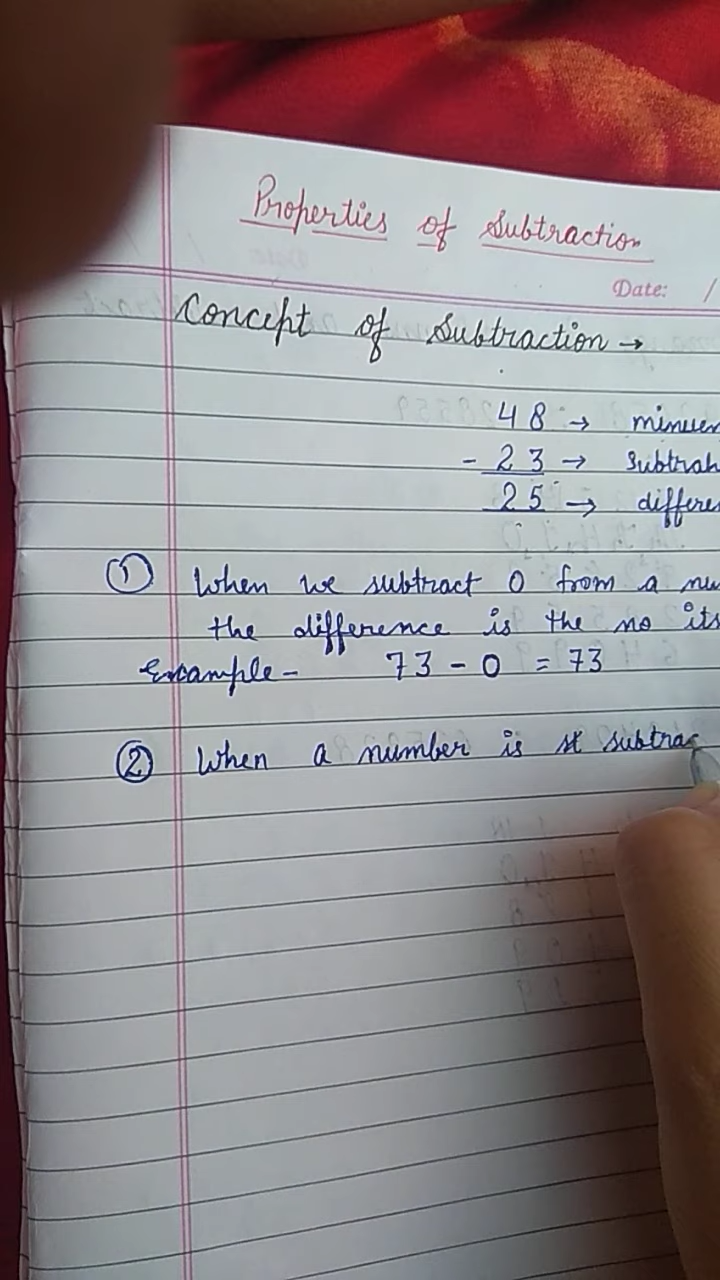 Properties of Subtraction
Date: /
Concept of Subtraction →
48 → minuen
- 23 → Subtrah
25 → differe
① When we subtract 0 from a nu
the difference is the no its
Example - 73 - 0 = 73
② When a number is st subtrac